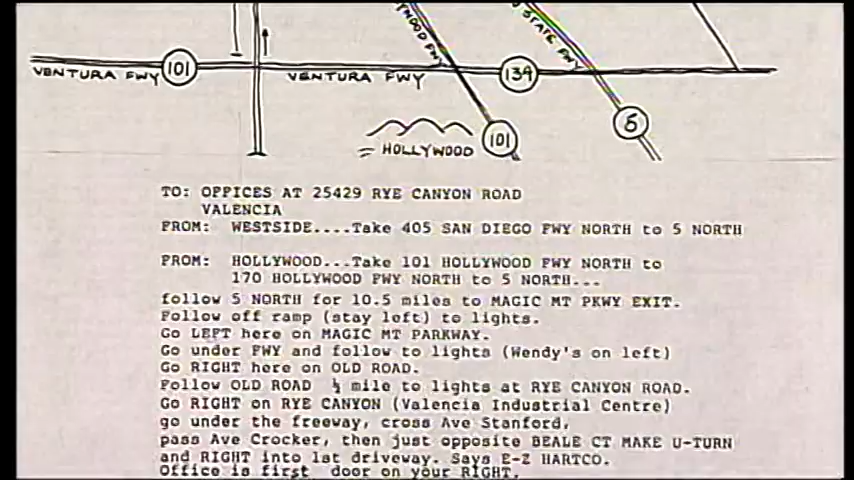 STATE FWY
VENTURA FWY 101 VENTURA FWY 134
5
HOLLYWOOD 101
TO: OFFICES AT 25429 RYE CANYON ROAD
VALENCIA
FROM: WESTSIDE....Take 405 SAN DIEGO FWY NORTH to 5 NORTH
FROM: HOLLYWOOD...Take 101 HOLLYWOOD FWY NORTH to
170 HOLLYWOOD FWY NORTH to 5 NORTH...
follow 5 NORTH for 10.5 miles to MAGIC MT PKWY EXIT.
Follow off ramp (stay left) to lights.
Go LEFT here on MAGIC MT PARKWAY.
Go under FWY and follow to lights (Wendy's on left)
Go RIGHT here on OLD ROAD.
Follow OLD ROAD ½ mile to lights at RYE CANYON ROAD.
Go RIGHT on RYE CANYON (Valencia Industrial Centre)
go under the freeway, cross Ave Stanford,
pass Ave Crocker, then just opposite BEALE CT MAKE U-TURN
and RIGHT into 1st driveway. Says E-Z HARTCO.
Office is first door on your RIGHT.